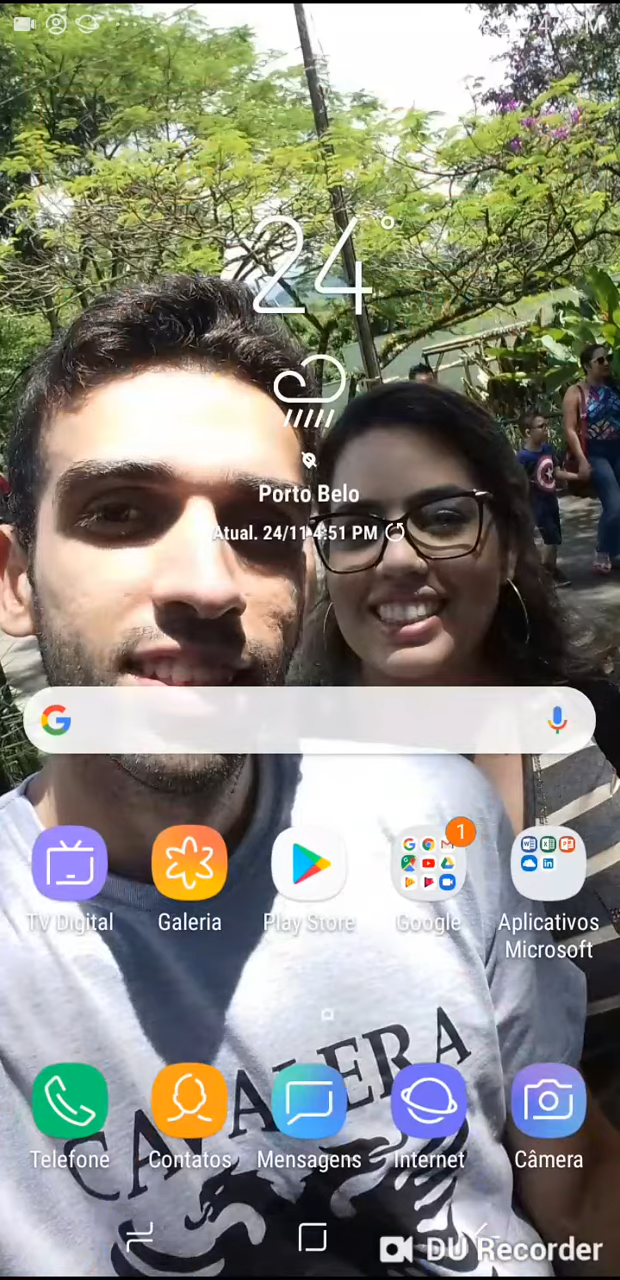 24°
Porto Belo
Atual. 24/11 4:51 PM
TV Digital
Galeria
Play Store
1
Google
Aplicativos
Microsoft
CAVALERA
Telefone
Contatos
Mensagens
Internet
Câmera
DU Recorder